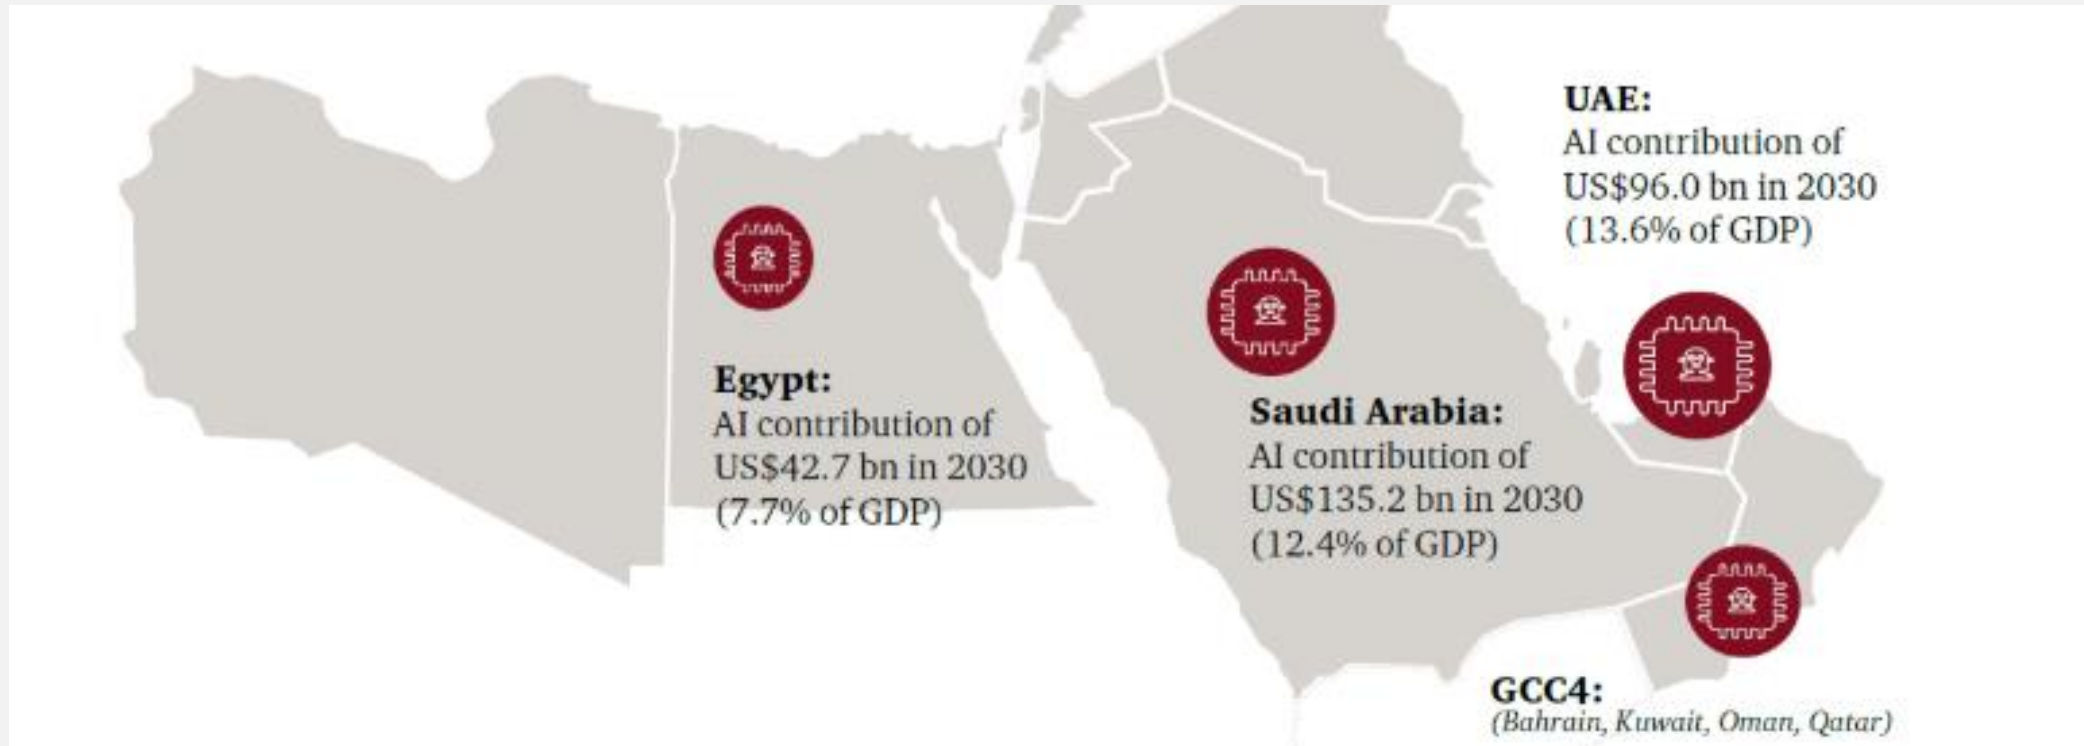 UAE:
AI contribution of
US$96.0 bn in 2030
(13.6% of GDP)
Egypt:
AI contribution of
US$42.7 bn in 2030
(7.7% of GDP)
Saudi Arabia:
AI contribution of
US$135.2 bn in 2030
(12.4% of GDP)
GCC4:
(Bahrain, Kuwait, Oman, Qatar)